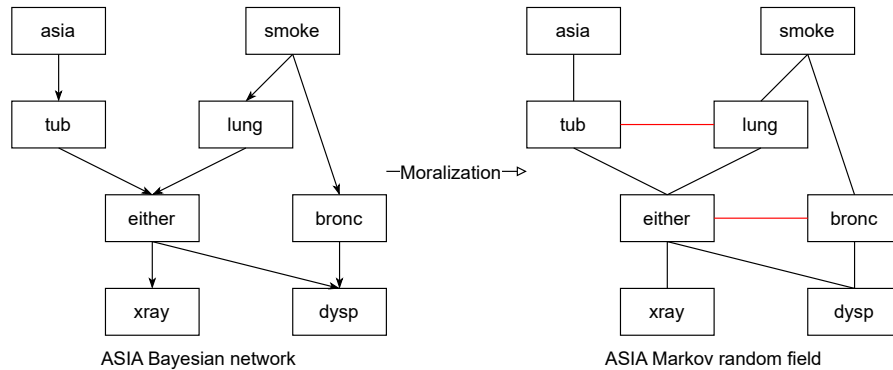 asia
smoke
tub
lung
either
bronc
xray
dysp
ASIA Bayesian network
Moralization
asia
smoke
tub
lung
either
bronc
xray
dysp
ASIA Markov random field